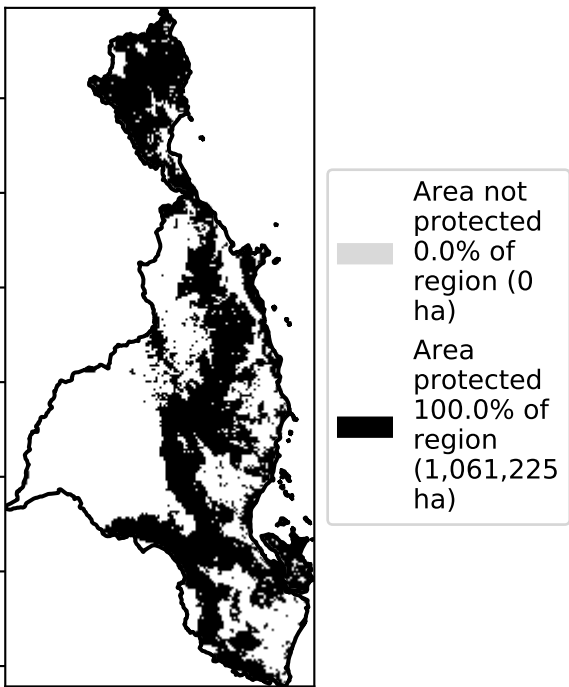 Area not
protected
0.0% of
region (0
ha)
Area
protected
100.0% of
region
(1,061,225
ha)